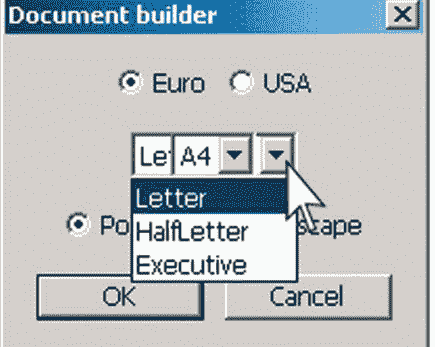 Document builder
Euro USA
Le A4
Letter
Po scape
HalfLetter
Executive
OK Cancel